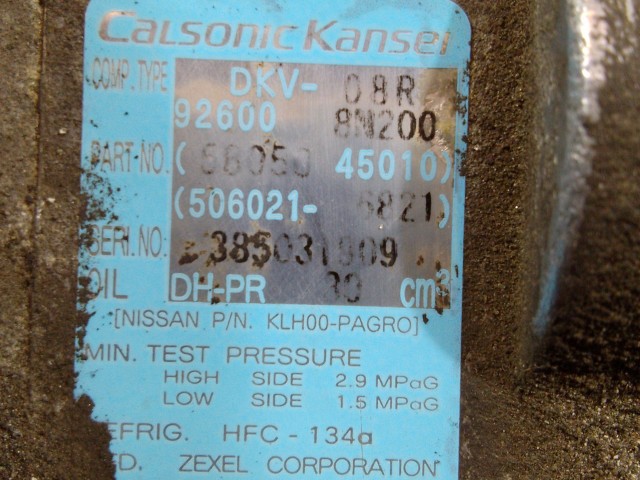 CALSONIC KANSEI
COMP. TYPE DKV- 08R
92600 8N200
PART-NO. ( 45010)
(506021- 6821)
SERI.NO:
OIL DH-PR cm³
[NISSAN P/N. KLH00-PAGRO]
MIN. TEST PRESSURE
HIGH SIDE 2.9 MPaG
LOW SIDE 1.5 MPaG
EFRIG. HFC - 134a
D. ZEXEL CORPORATION